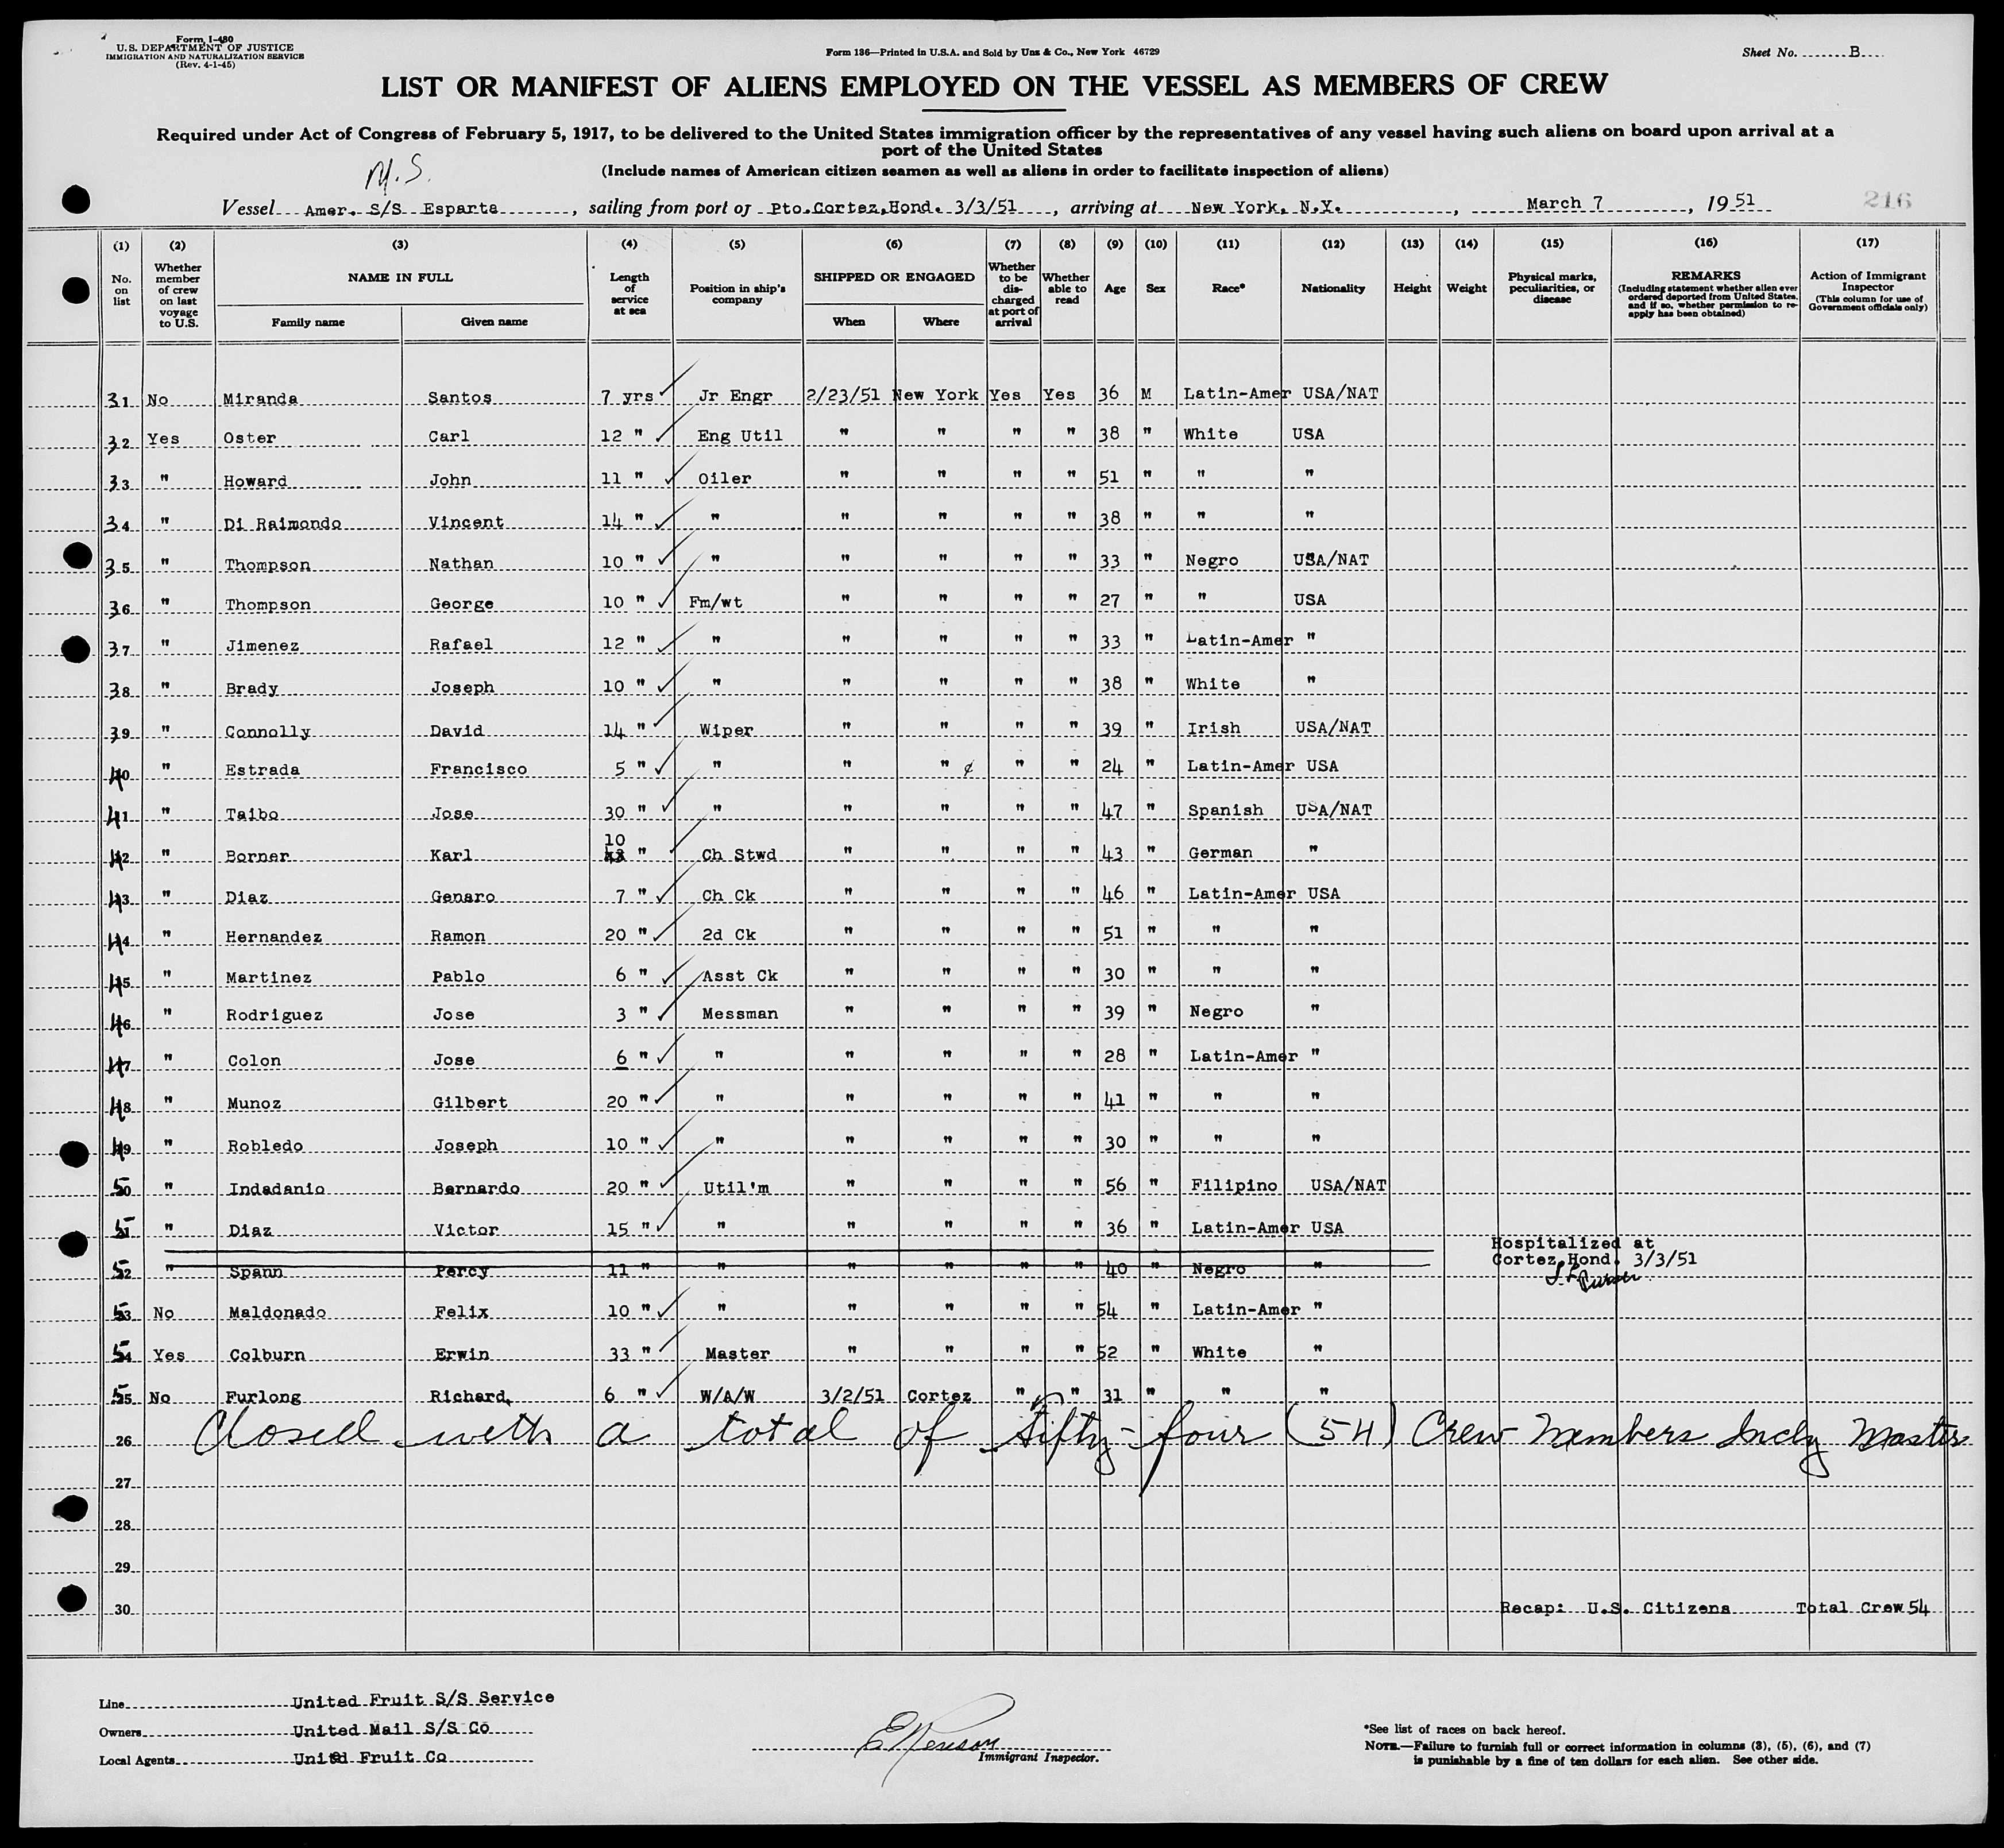 Form I-480
U.S. DEPARTMENT OF JUSTICE
IMMIGRATION AND NATURALIZATION SERVICE
(Rev. 4-1-45)
Form 136—Printed in U.S.A. and Sold by Unz & Co., New York 46729
Sheet No. B
LIST OR MANIFEST OF ALIENS EMPLOYED ON THE VESSEL AS MEMBERS OF CREW
Required under Act of Congress of February 5, 1917, to be delivered to the United States immigration officer by the representatives of any vessel having such aliens on board upon arrival at a
port of the United States
(Include names of American citizen seamen as well as aliens in order to facilitate inspection of aliens)
M.S.
Vessel Amer. S/S Esparta, sailing from port of Pto.Cortez,Hond. 3/3/51, arriving at New York, N.Y., March 7, 1951 216
(1) (2) (3) (4) (5) (6) (7) (8) (9) (10) (11) (12) (13) (14) (15) (16) (17)
No. on list
Whether member of crew on last voyage to U.S.
NAME IN FULL
Family name Given name
Length of service at sea
Position in ship's company
SHIPPED OR ENGAGED
When Where
Whether to be dis-charged at port of arrival
Whether able to read
Age
Sex
Race*
Nationality
Height
Weight
Physical marks, peculiarities, or disease
REMARKS
(Including statement whether alien ever ordered deported from United States, and if so, whether permission to re-apply has been obtained)
Action of Immigrant Inspector
(This column for use of Government officials only)
31 No Miranda Santos 7 yrs Jr Engr 2/23/51 New York Yes Yes 36 M Latin-Amer USA/NAT
32 Yes Oster Carl 12 " Eng Util " " " " 38 " White USA
33 " Howard John 11 " Oiler " " " " 51 " " "
34 " Di Raimondo Vincent 14 " " " " " " 38 " " "
35 " Thompson Nathan 10 " " " " " " 33 " Negro USA/NAT
36 " Thompson George 10 " Fm/wt " " " " 27 " " USA
37 " Jimenez Rafael 12 " " " " " " 33 " Latin-Amer "
38 " Brady Joseph 10 " " " " " " 38 " White "
39 " Connolly David 14 " Wiper " " " " 39 " Irish USA/NAT
40 " Estrada Francisco 5 " " " " ¢ " " 24 " Latin-Amer USA
41 " Taibo Jose 30 " " " " " " 47 " Spanish USA/NAT
42 " Borner Karl 10 " Ch Stwd " " " " 43 " German "
43 " Diaz Genaro 7 " Ch Ck " " " " 46 " Latin-Amer USA
44 " Hernandez Ramon 20 " 2d Ck " " " " 51 " " "
45 " Martinez Pablo 6 " Asst Ck " " " " 30 " " "
46 " Rodriguez Jose 3 " Messman " " " " 39 " Negro "
47 " Colon Jose 6 " " " " " " 28 " Latin-Amer "
48 " Munoz Gilbert 20 " " " " " " 41 " " "
49 " Robledo Joseph 10 " " " " " " 30 " " "
50 " Indadanio Bernardo 20 " Util'm " " " " 56 " Filipino USA/NAT
51 " Diaz Victor 15 " " " " " " 36 " Latin-Amer USA
52 " Spann Percy 11 " " " " " " 40 " Negro " Hospitalized at
Cortez,Hond. 3/3/51
53 No Maldonado Felix 10 " " " " " " 54 " Latin-Amer "
54 Yes Colburn Erwin 33 " Master " " " " 52 " White "
55 No Furlong Richard, 6 " W/A/W 3/2/51 Cortez " " 31 " " "
26 Closed with a total of fifty-four (54) Crew Members Incly Master
27
28
29
30 Recap: U.S. Citizens Total Crew 54
Line United Fruit S/S Service
Owners United Mail S/S Co
Local Agents United Fruit Co
Immigrant Inspector.
*See list of races on back hereof.
NOTE.—Failure to furnish full or correct information in columns (3), (5), (6), and (7)
is punishable by a fine of ten dollars for each alien. See other side.